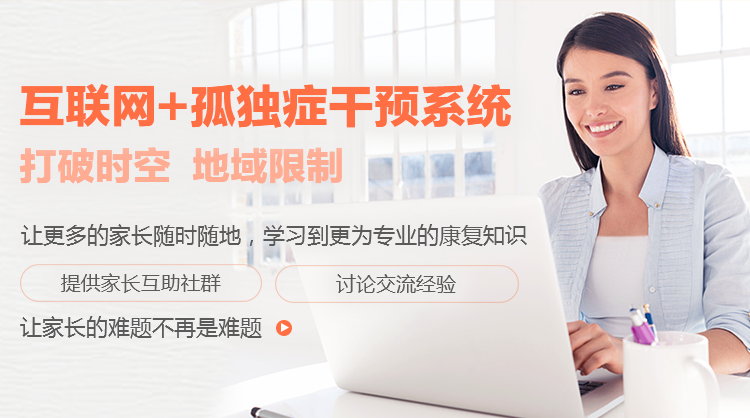 互联网+孤独症干预系统
打破时空 地域限制
让更多的家长随时随地，学习到更为专业的康复知识
提供家长互助社群
讨论交流经验
让家长的难题不再是难题